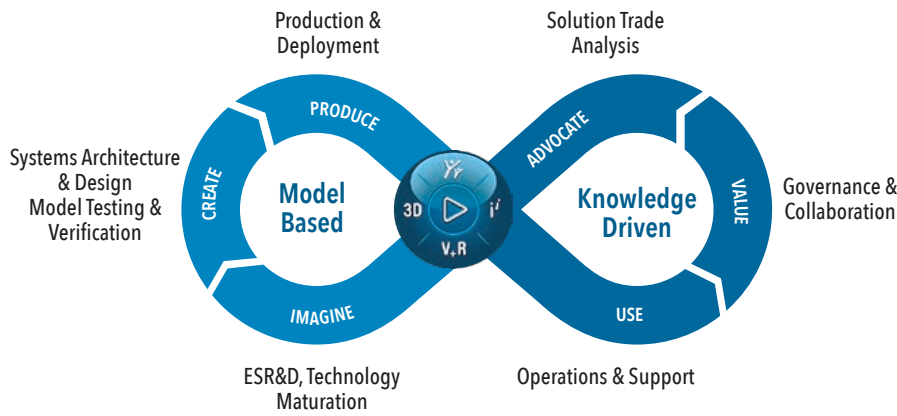 Production &
Deployment
Solution Trade
Analysis
PRODUCE
ADVOCATE
CREATE
VALUE
Systems Architecture
& Design
Model Testing &
Verification
Model
Based
3D
V+R
Knowledge
Driven
Governance &
Collaboration
IMAGINE
USE
ESR&D, Technology
Maturation
Operations & Support